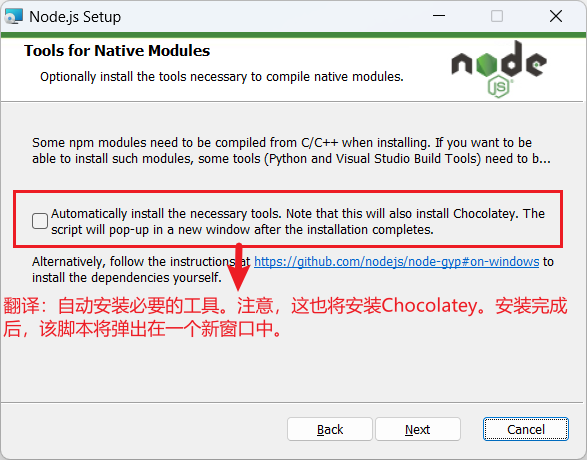 Node.js Setup
Tools for Native Modules
Optionally install the tools necessary to compile native modules.
node
JS
Some npm modules need to be compiled from C/C++ when installing. If you want to be
able to install such modules, some tools (Python and Visual Studio Build Tools) need to b...
Automatically install the necessary tools. Note that this will also install Chocolatey. The
script will pop-up in a new window after the installation completes.
Alternatively, follow the instructions at https://github.com/nodejs/node-gyp#on-windows to
install the dependencies yourself.
翻译：自动安装必要的工具。注意，这也将安装Chocolatey。安装完成
后，该脚本将弹出在一个新窗口中。
Back Next Cancel